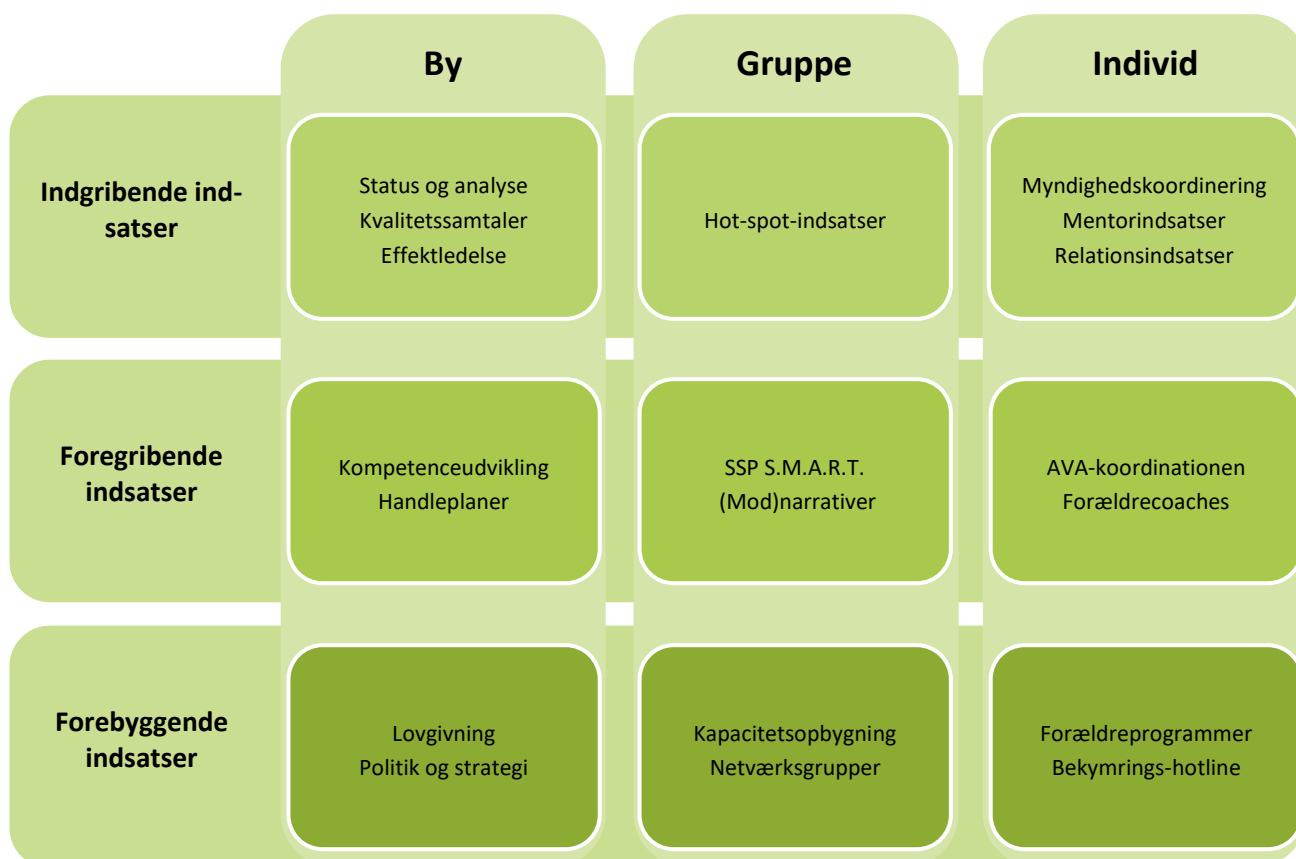 By
Gruppe
Individ
Indgribende ind-
satser
Status og analyse
Kvalitetssamtaler
Effektledelse
Hot-spot-indsatser
Myndighedskoordinering
Mentorindsatser
Relationsindsatser
Foregribende
indsatser
Kompetenceudvikling
Handleplaner
SSP S.M.A.R.T.
(Mod)narrativer
AVA-koordinationen
Forældrecoaches
Forebyggende
indsatser
Lovgivning
Politik og strategi
Kapacitetsopbygning
Netværksgrupper
Forældreprogrammer
Bekymrings-hotline